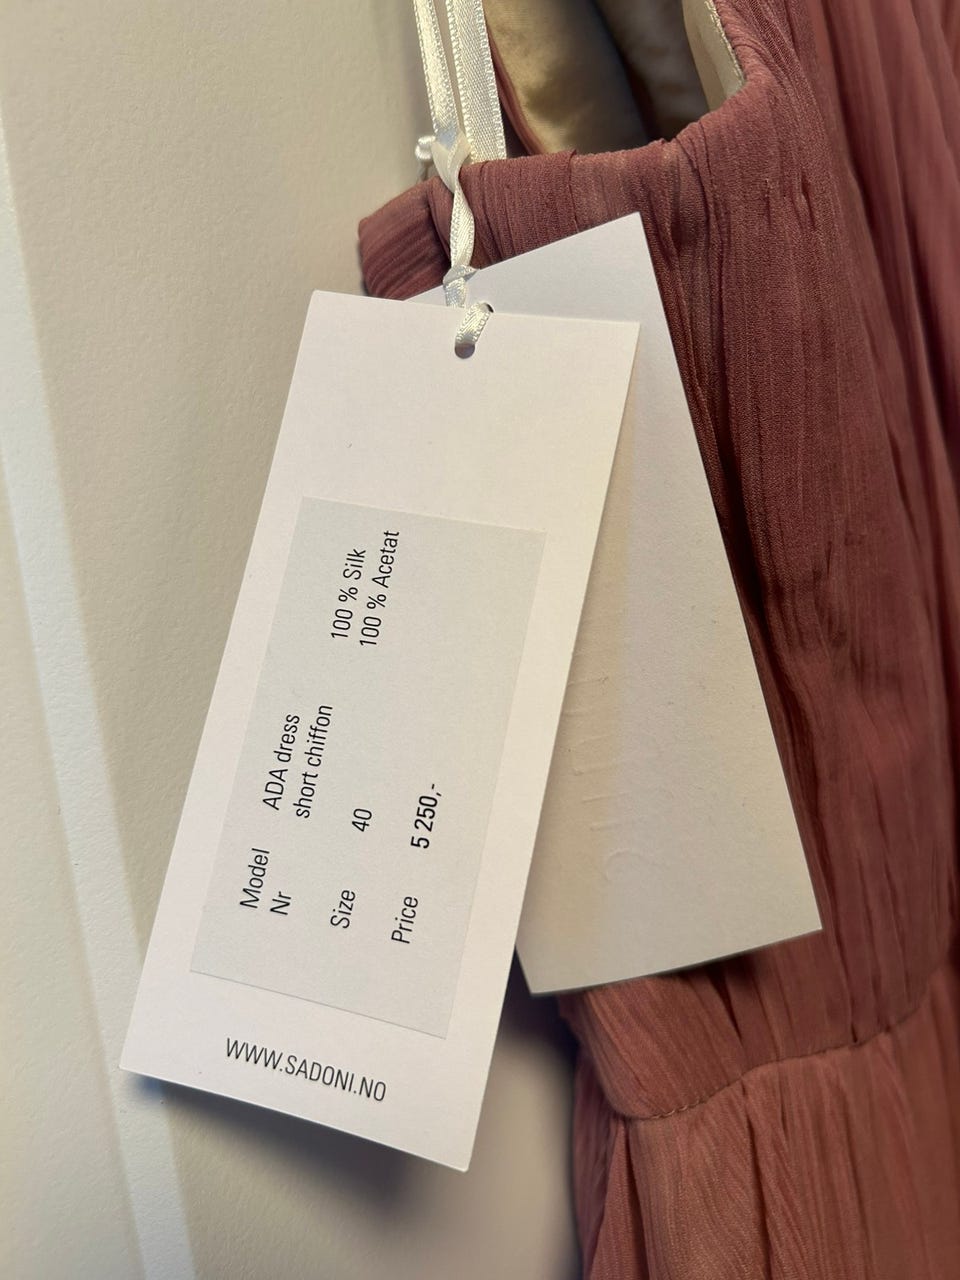 Model ADA dress 100 % Silk
Nr short chiffon 100 % Acetat
Size 40
Price 5 250,-
WWW.SADONI.NO